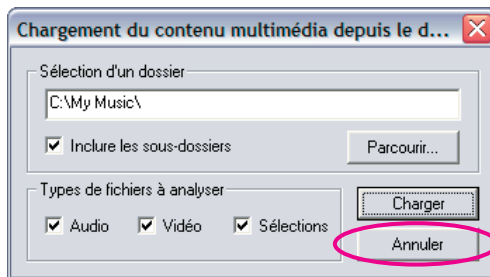 Chargement du contenu multimédia depuis le d...
Sélection d'un dossier
C:\My Music\
Inclure les sous-dossiers
Parcourir...
Types de fichiers à analyser
Audio
Vidéo
Sélections
Charger
Annuler